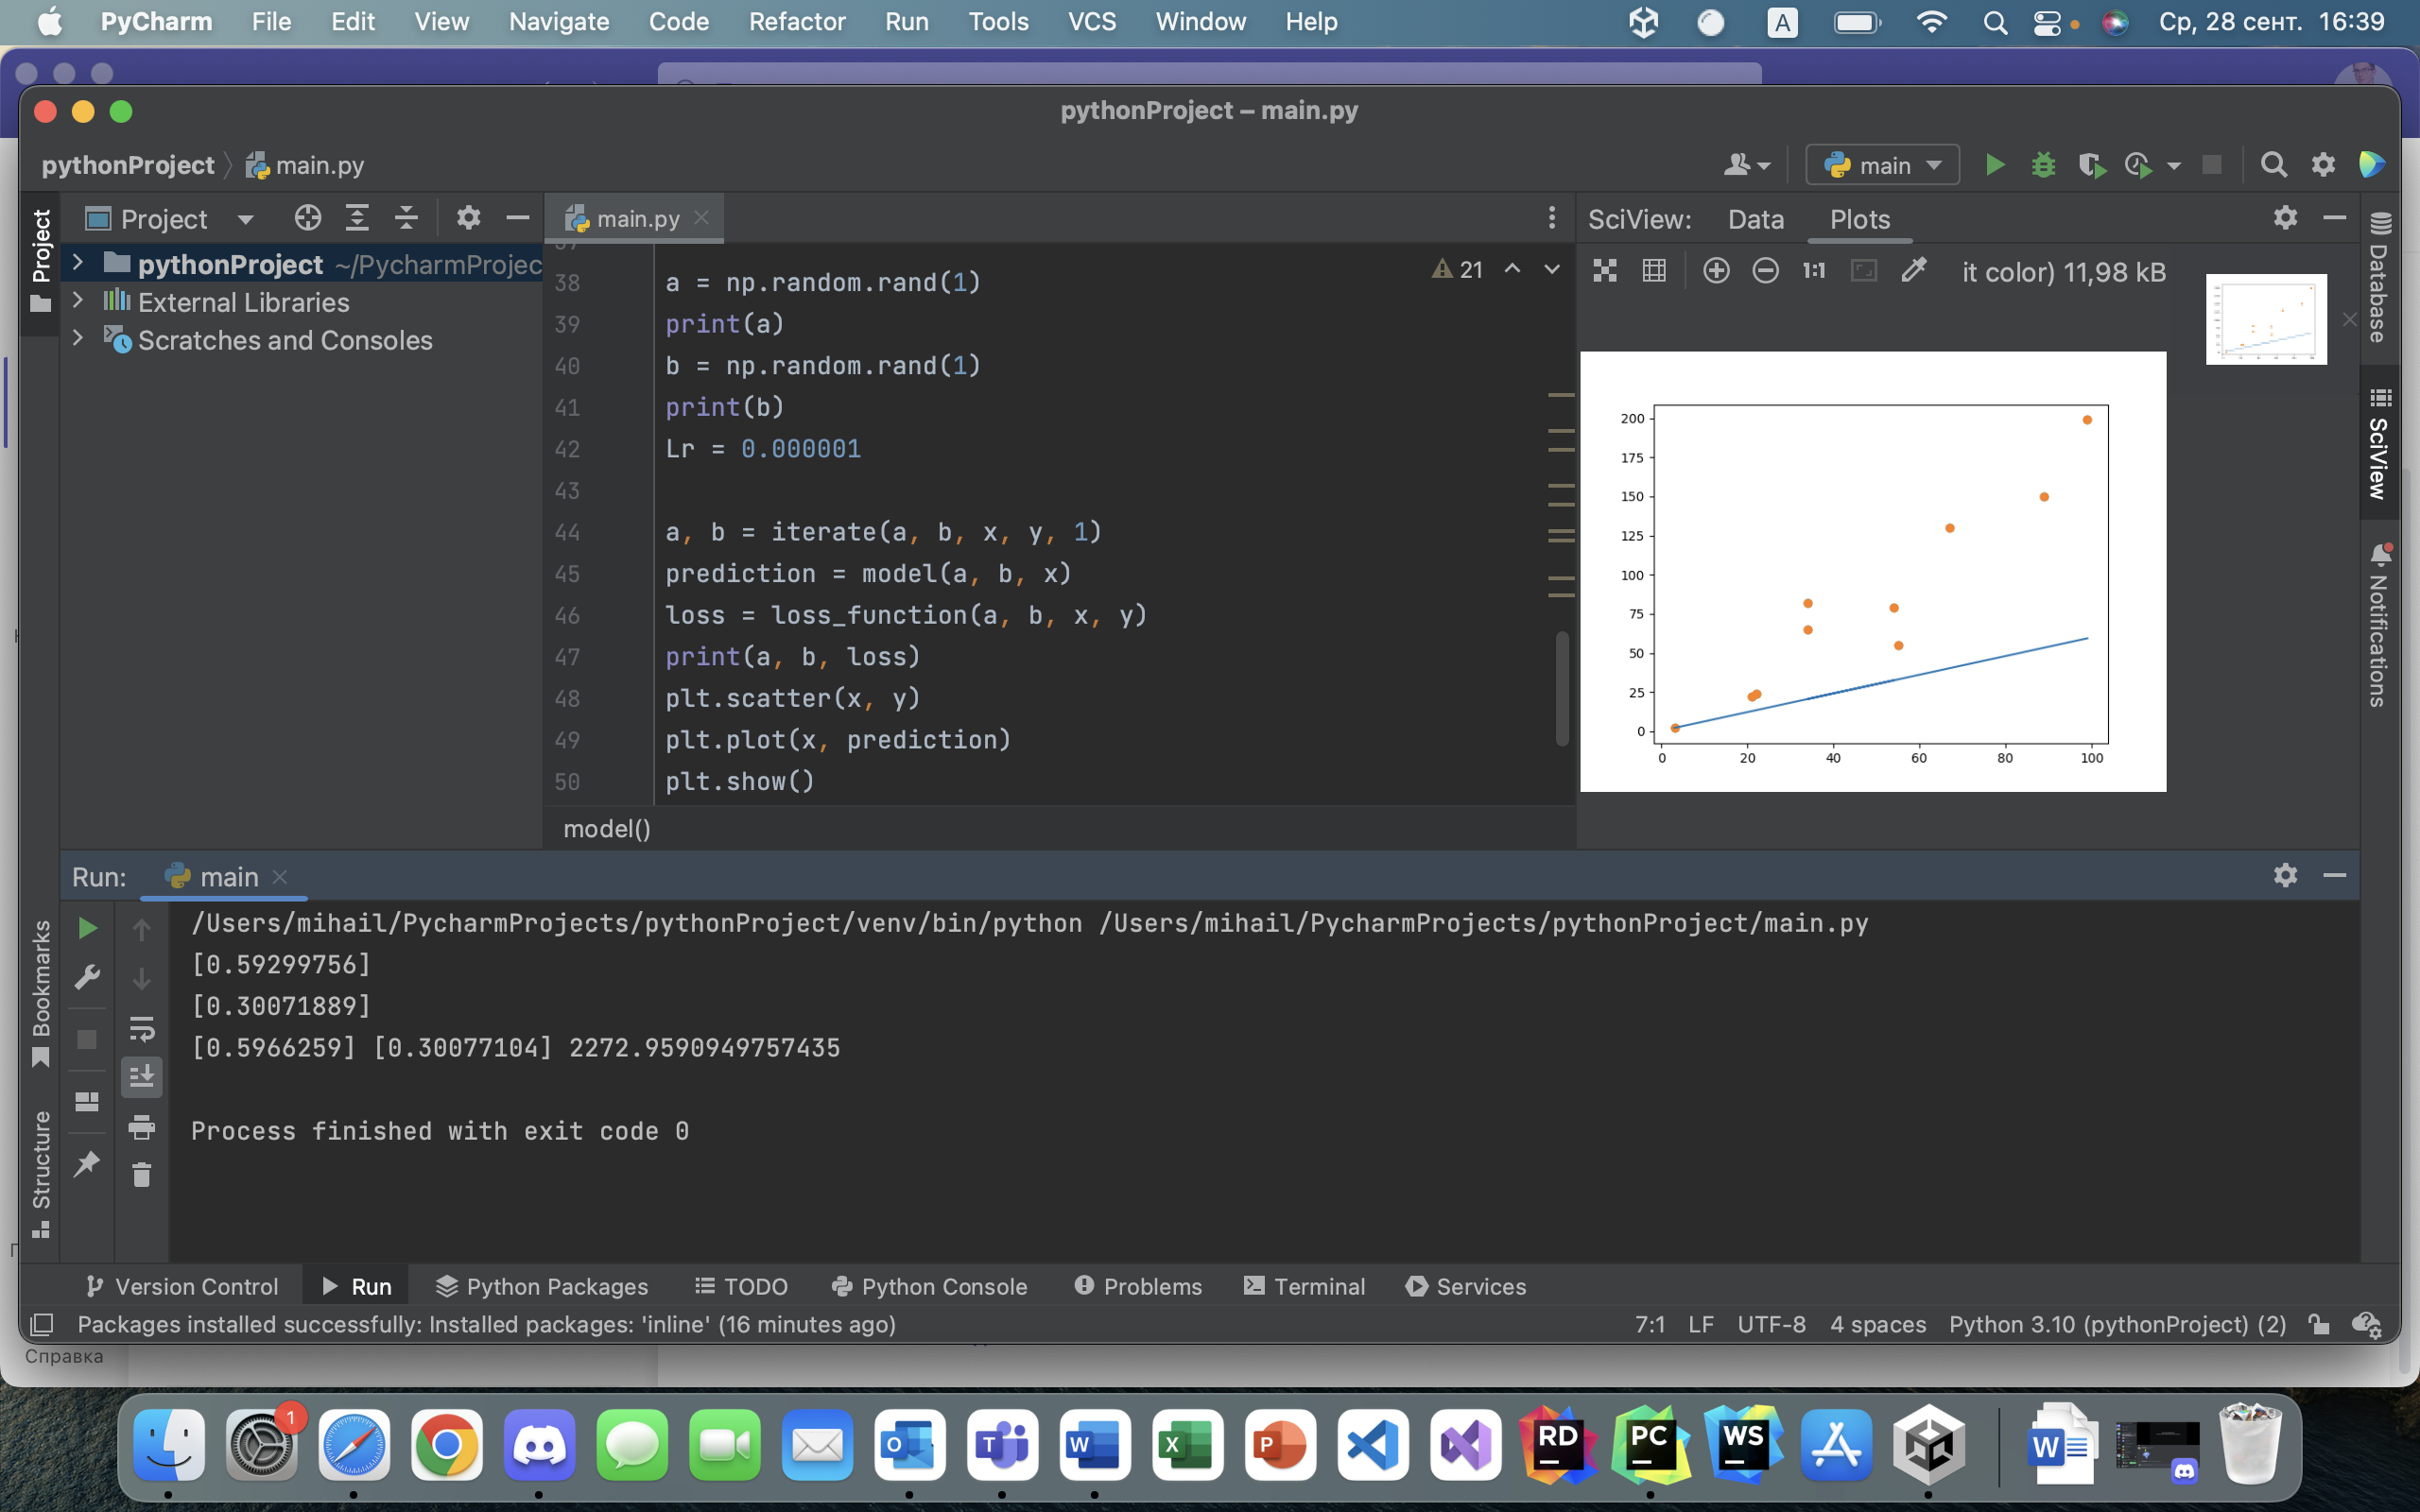 PyCharm File Edit View Navigate Code Refactor Run Tools VCS Window Help A Ср, 28 сент. 16:39
pythonProject – main.py
pythonProject main.py main
Project
Project
main.py
SciView: Data Plots
pythonProject ~/PycharmProjec
External Libraries
Scratches and Consoles
38 a = np.random.rand(1)
39 print(a)
40 b = np.random.rand(1)
41 print(b)
42 Lr = 0.000001
43
44 a, b = iterate(a, b, x, y, 1)
45 prediction = model(a, b, x)
46 loss = loss_function(a, b, x, y)
47 print(a, b, loss)
48 plt.scatter(x, y)
49 plt.plot(x, prediction)
50 plt.show()
21
model()
1:1 it color) 11,98 kB
200
175
150
125
100
75
50
25
0
0 20 40 60 80 100
Database
SciView
Notifications
Run: main
/Users/mihail/PycharmProjects/pythonProject/venv/bin/python /Users/mihail/PycharmProjects/pythonProject/main.py
[0.59299756]
[0.30071889]
[0.5966259] [0.30077104] 2272.9590949757435
Process finished with exit code 0
Bookmarks
Structure
Version Control Run Python Packages TODO Python Console Problems Terminal Services
Packages installed successfully: Installed packages: 'inline' (16 minutes ago) 7:1 LF UTF-8 4 spaces Python 3.10 (pythonProject) (2)
Справка
1 O T W X P RD PC WS W